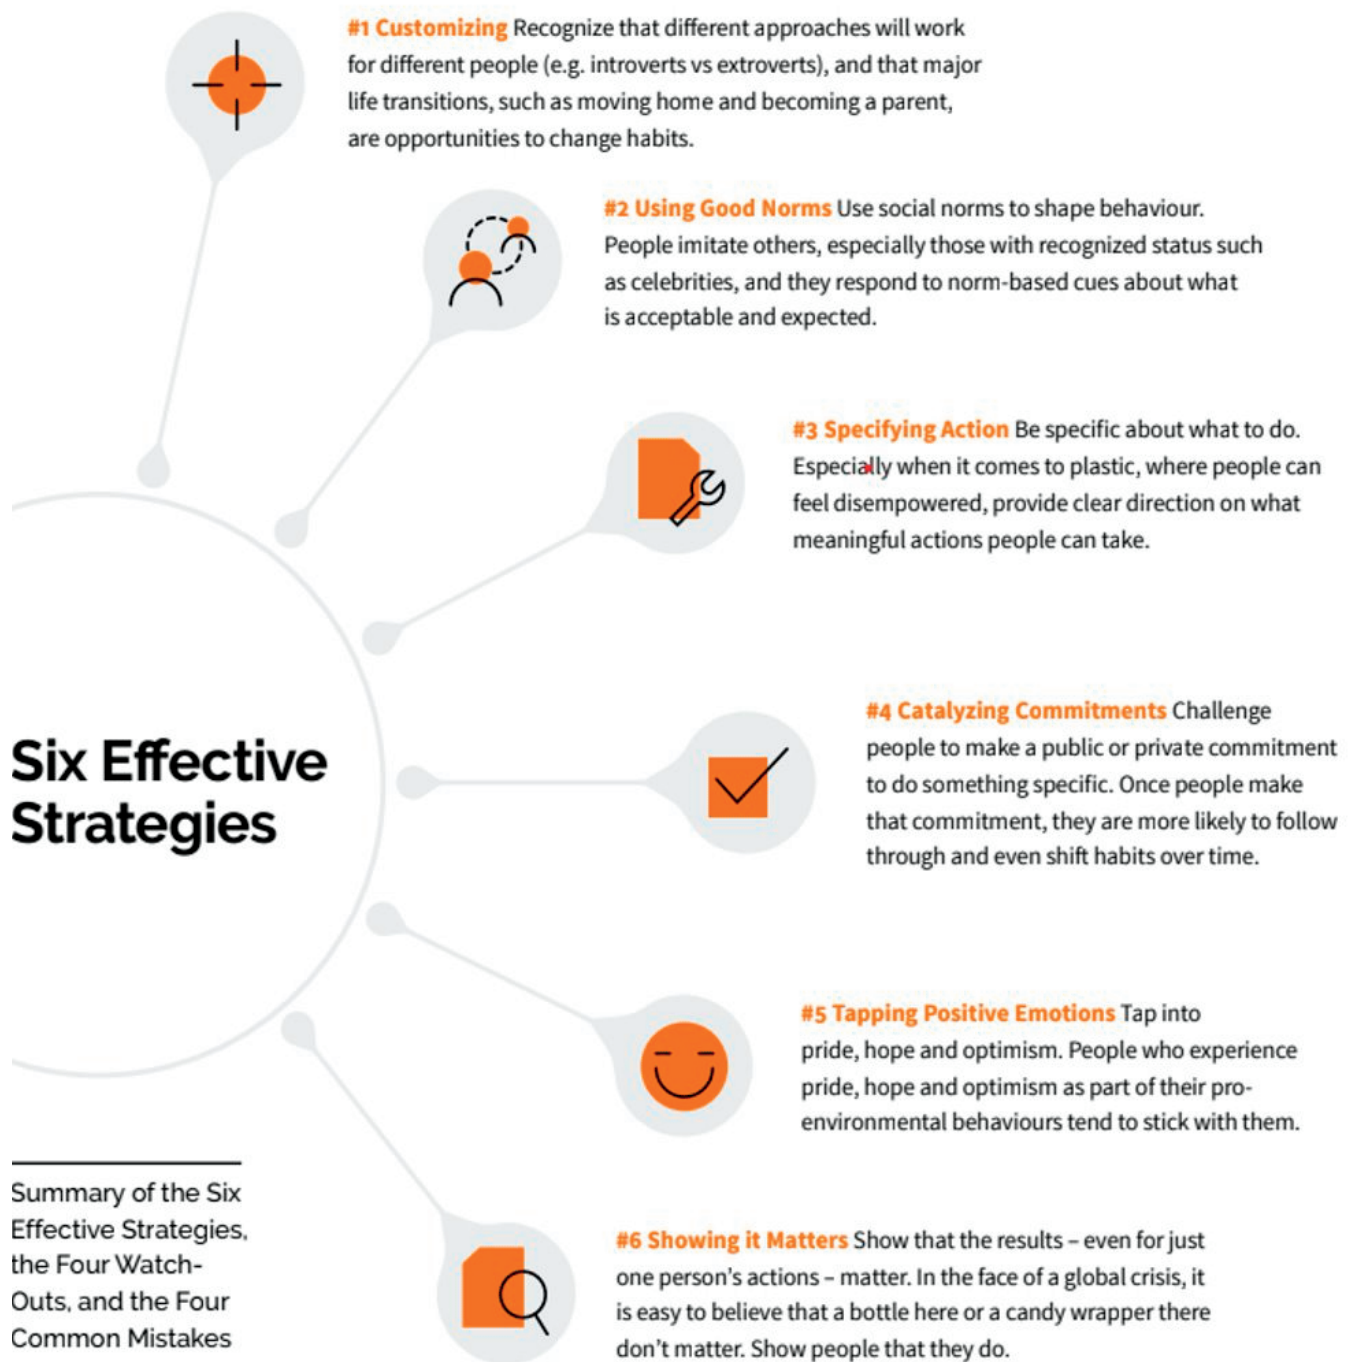 #1 Customizing Recognize that different approaches will work
for different people (e.g. introverts vs extroverts), and that major
life transitions, such as moving home and becoming a parent,
are opportunities to change habits.
#2 Using Good Norms Use social norms to shape behaviour.
People imitate others, especially those with recognized status such
as celebrities, and they respond to norm-based cues about what
is acceptable and expected.
#3 Specifying Action Be specific about what to do.
Especially when it comes to plastic, where people can
feel disempowered, provide clear direction on what
meaningful actions people can take.
Six Effective
Strategies
#4 Catalyzing Commitments Challenge
people to make a public or private commitment
to do something specific. Once people make
that commitment, they are more likely to follow
through and even shift habits over time.
#5 Tapping Positive Emotions Tap into
pride, hope and optimism. People who experience
pride, hope and optimism as part of their pro-
environmental behaviours tend to stick with them.
Summary of the Six
Effective Strategies,
the Four Watch-
Outs, and the Four
Common Mistakes
#6 Showing it Matters Show that the results – even for just
one person's actions – matter. In the face of a global crisis, it
is easy to believe that a bottle here or a candy wrapper there
don't matter. Show people that they do.